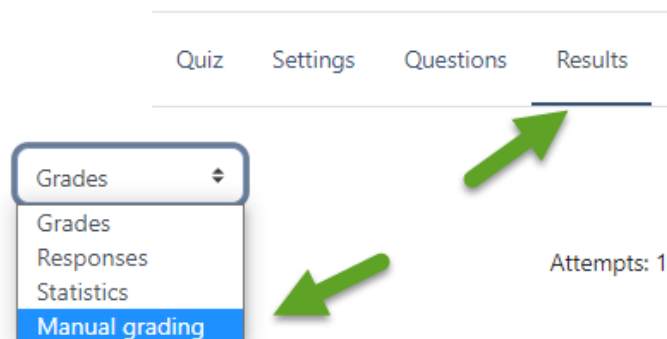 Quiz Settings Questions Results
Grades
Grades
Responses
Statistics
Attempts: 1
Manual grading